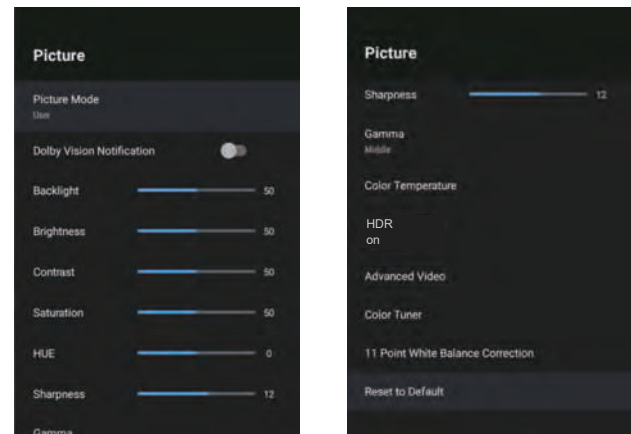 Picture
Picture Mode
User
Dolby Vision Notification
Backlight 50
Brightness 50
Contrast 50
Saturation 50
HUE 0
Sharpness 12
Gamma
Picture
Sharpness 12
Gamma
Middle
Color Temperature
HDR
on
Advanced Video
Color Tuner
11 Point White Balance Correction
Reset to Default